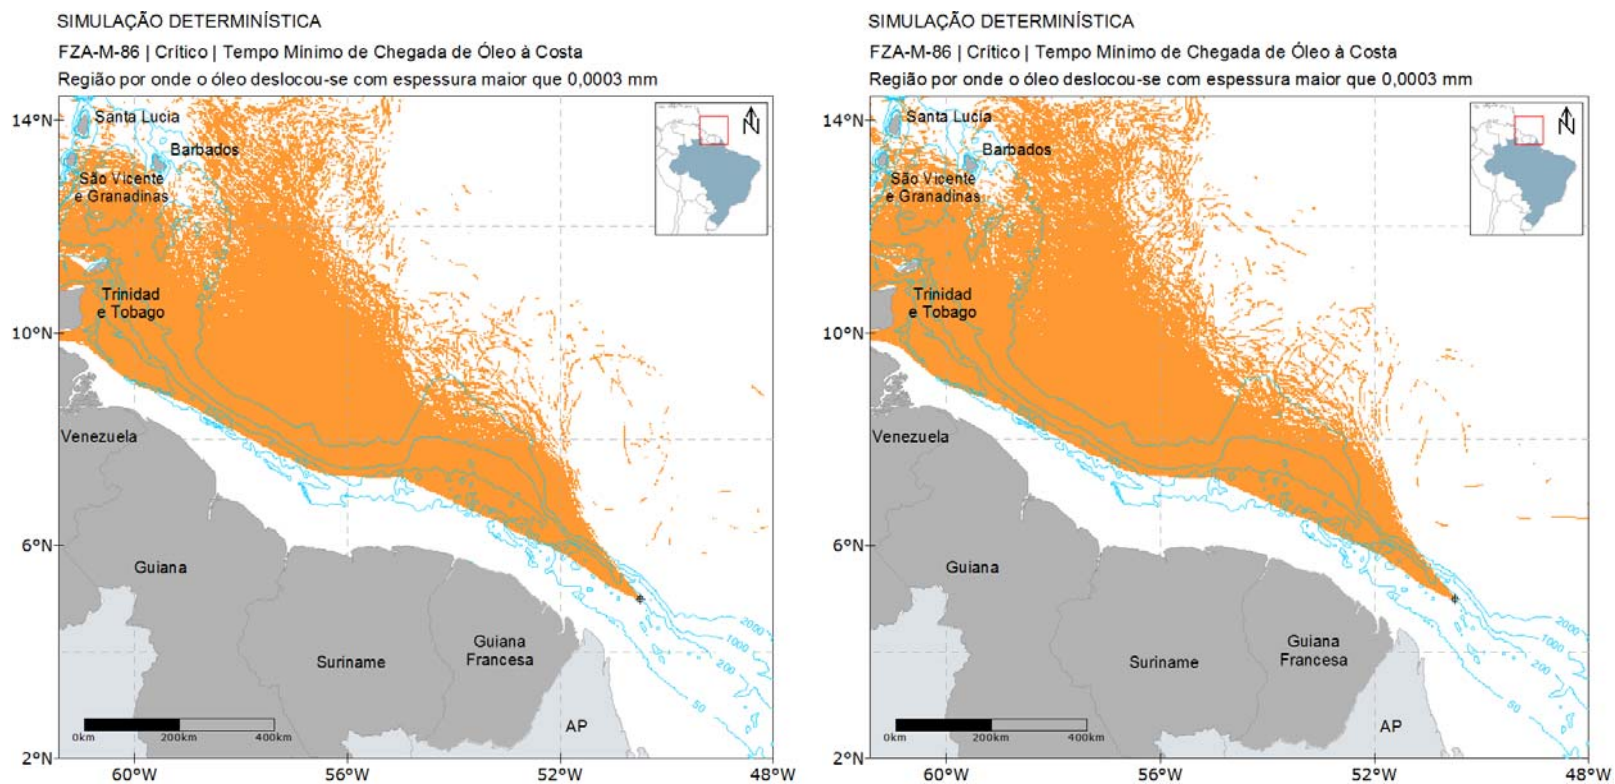 SIMULAÇÃO DETERMINÍSTICA
FZA-M-86 | Crítico | Tempo Mínimo de Chegada de Óleo à Costa
Região por onde o óleo deslocou-se com espessura maior que 0,0003 mm
14°N
Santa Lucia
Barbados
São Vicente
e Granadinas
N
Trinidad
e Tobago
10°N
Venezuela
6°N
Guiana
Suriname
Guiana
Francesa
AP
2000
1000
200
50
0km
200km
400km
2°N
60°W
56°W
52°W
48°W
SIMULAÇÃO DETERMINÍSTICA
FZA-M-86 | Crítico | Tempo Mínimo de Chegada de Óleo à Costa
Região por onde o óleo deslocou-se com espessura maior que 0,0003 mm
14°N
Santa Lucia
Barbados
São Vicente
e Granadinas
N
Trinidad
e Tobago
10°N
Venezuela
6°N
Guiana
Suriname
Guiana
Francesa
AP
2000
1000
200
50
0km
200km
400km
2°N
60°W
56°W
52°W
48°W